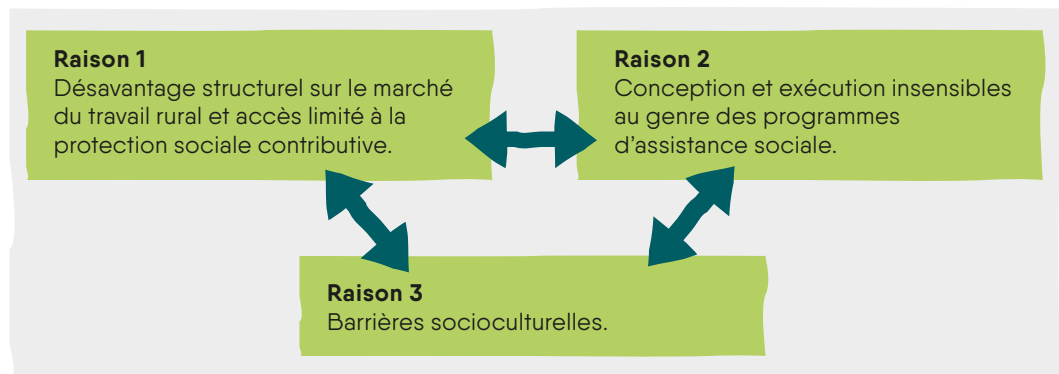 Raison 1
Désavantage structurel sur le marché
du travail rural et accès limité à la
protection sociale contributive.
Raison 2
Conception et exécution insensibles
au genre des programmes
d'assistance sociale.
Raison 3
Barrières socioculturelles.